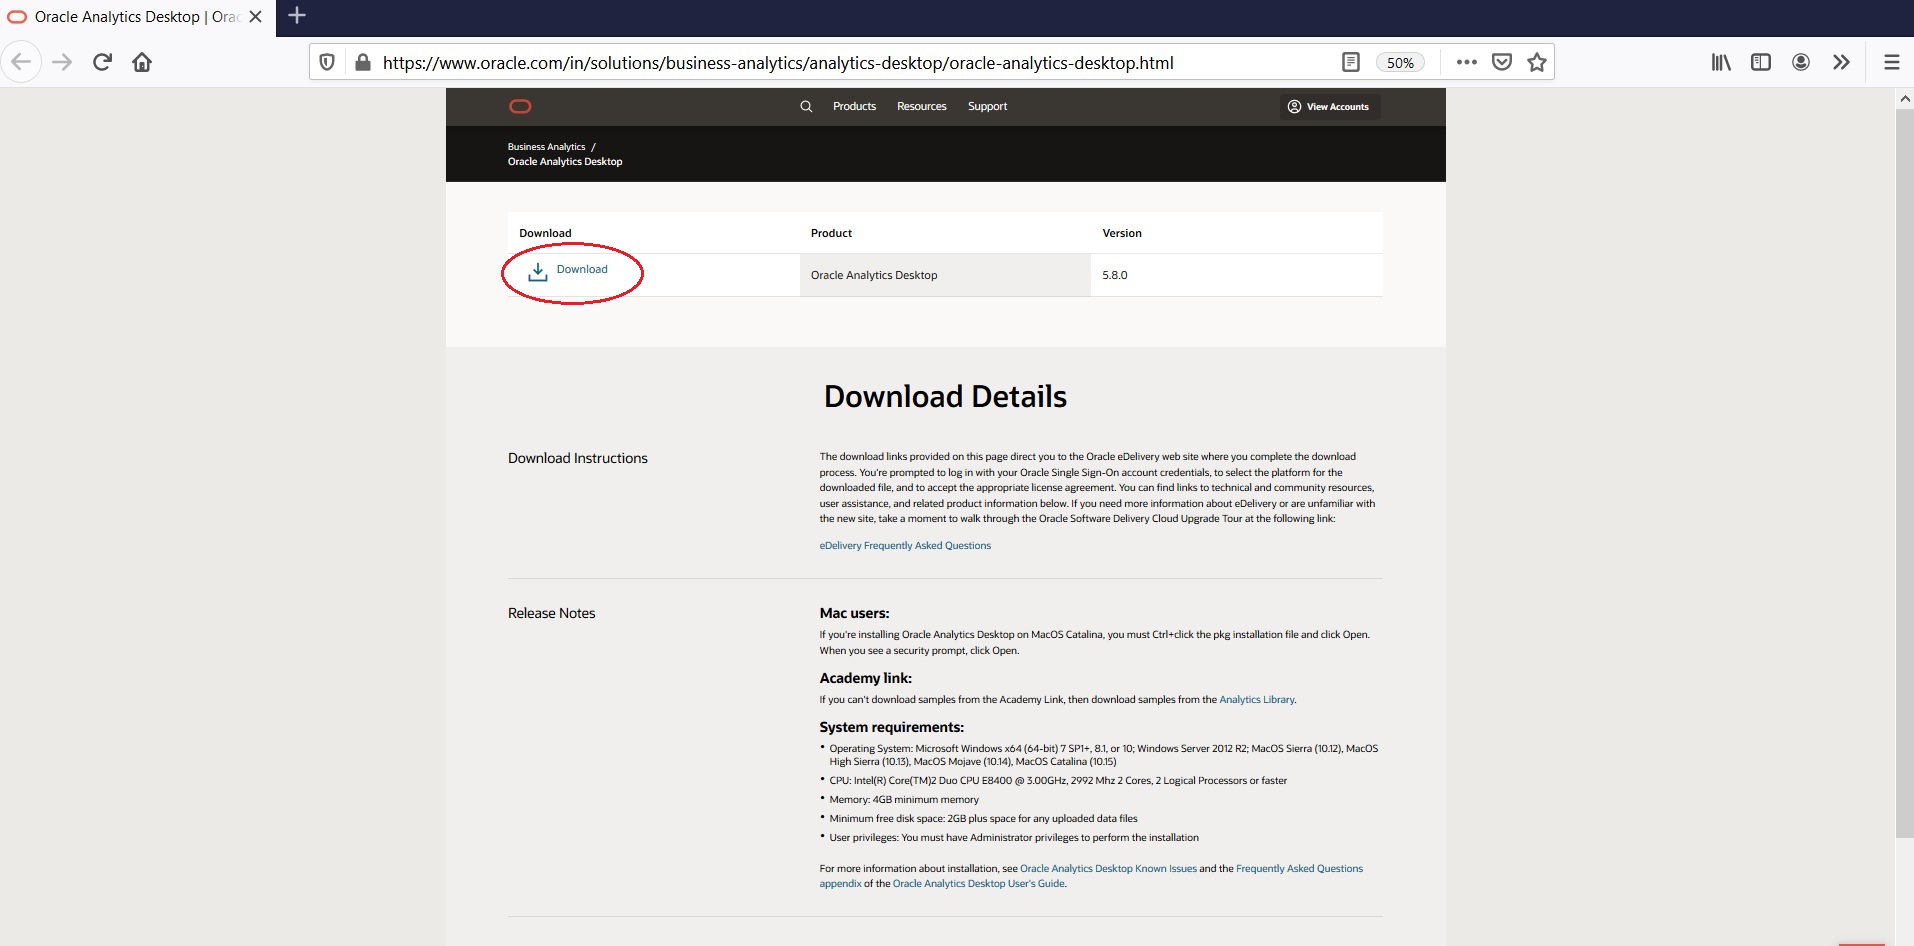 Oracle Analytics Desktop | Orac
https://www.oracle.com/in/solutions/business-analytics/analytics-desktop/oracle-analytics-desktop.html
50%
Products Resources Support
View Accounts
Business Analytics /
Oracle Analytics Desktop
Download Product Version
Download Oracle Analytics Desktop 5.8.0
Download Details
Download Instructions
The download links provided on this page direct you to the Oracle eDelivery web site where you complete the download
process. You're prompted to log in with your Oracle Single Sign-On account credentials, to select the platform for the
downloaded file, and to accept the appropriate license agreement. You can find links to technical and community resources,
user assistance, and related product information below. If you need more information about eDelivery or are unfamiliar with
the new site, take a moment to walk through the Oracle Software Delivery Cloud Upgrade Tour at the following link:
eDelivery Frequently Asked Questions
Release Notes
Mac users:
If you're installing Oracle Analytics Desktop on MacOS Catalina, you must Ctrl+click the pkg installation file and click Open.
When you see a security prompt, click Open.
Academy link:
If you can't download samples from the Academy Link, then download samples from the Analytics Library.
System requirements:
• Operating System: Microsoft Windows x64 (64-bit) 7 SP1+, 8.1, or 10; Windows Server 2012 R2; MacOS Sierra (10.12), MacOS
High Sierra (10.13), MacOS Mojave (10.14), MacOS Catalina (10.15)
• CPU: Intel(R) Core(TM)2 Duo CPU E8400 @ 3.00GHz, 2992 Mhz 2 Cores, 2 Logical Processors or faster
• Memory: 4GB minimum memory
• Minimum free disk space: 2GB plus space for any uploaded data files
• User privileges: You must have Administrator privileges to perform the installation
For more information about installation, see Oracle Analytics Desktop Known Issues and the Frequently Asked Questions
appendix of the Oracle Analytics Desktop User's Guide.